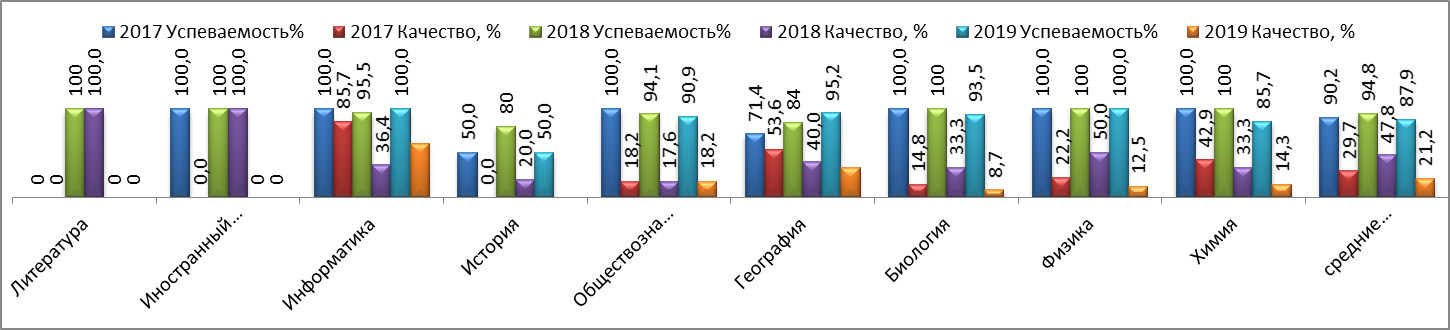 2017 Успеваемость% 2017 Качество, % 2018 Успеваемость% 2018 Качество, % 2019 Успеваемость% 2019 Качество, %
0 0 100 100,0 0 0
100,0 0,0 100 100,0 0 0
100,0 85,7 95,5 36,4 100,0
50,0 0,0 80 20,0 50,0
100,0 18,2 94,1 17,6 90,9 18,2
71,4 53,6 84 40,0 95,2
100,0 14,8 100 33,3 93,5 8,7
100,0 22,2 100 50,0 100,0 12,5
100,0 42,9 100 33,3 85,7 14,3
90,2 29,7 94,8 47,8 87,9 21,2
Литература
Иностранный...
Информатика
История
Обществозна...
География
Биология
Физика
Химия
средние...